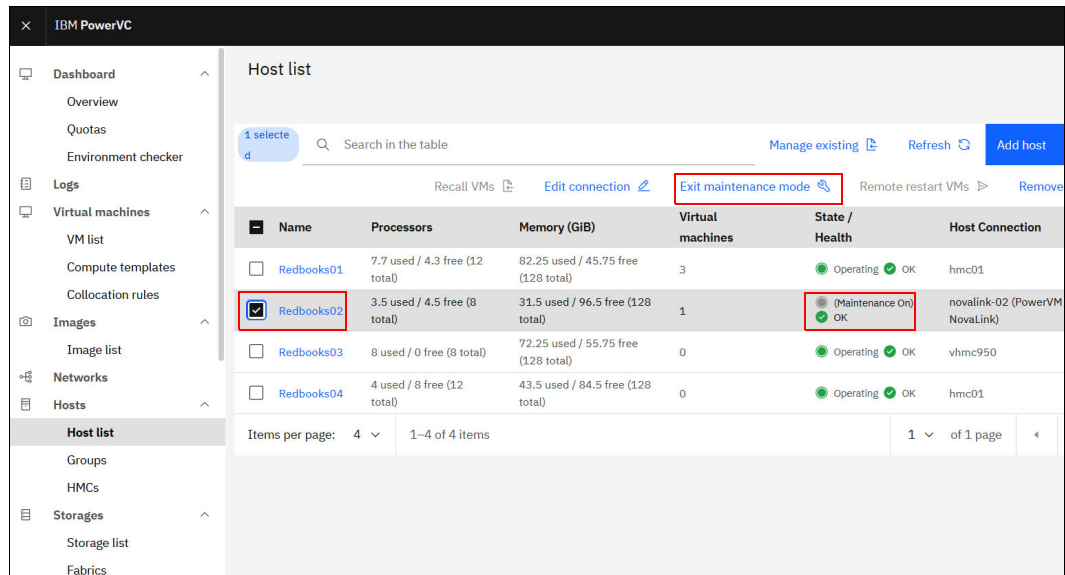 IBM PowerVC
Dashboard
Overview
Quotas
Environment checker
Logs
Virtual machines
VM list
Compute templates
Collocation rules
Images
Image list
Networks
Hosts
Host list
Groups
HMCs
Storages
Storage list
Fabrics
Host list
1 selecte
d
Search in the table
Manage existing
Refresh
Add host
Recall VMs
Edit connection
Exit maintenance mode
Remote restart VMs
Remove
Name
Processors
Memory (GiB)
Virtual
machines
State /
Health
Host Connection
Redbooks01
7.7 used / 4.3 free (12
total)
82.25 used / 45.75 free
(128 total)
3
Operating OK
hmc01
Redbooks02
3.5 used / 4.5 free (8
total)
31.5 used / 96.5 free (128
total)
1
(Maintenance On)
OK
novalink-02 (PowerVM
NovaLink)
Redbooks03
8 used / 0 free (8 total)
72.25 used / 55.75 free
(128 total)
0
Operating OK
vhmc950
Redbooks04
4 used / 8 free (12
total)
43.5 used / 84.5 free (128
total)
0
Operating OK
hmc01
Items per page: 4
1–4 of 4 items
1 of 1 page